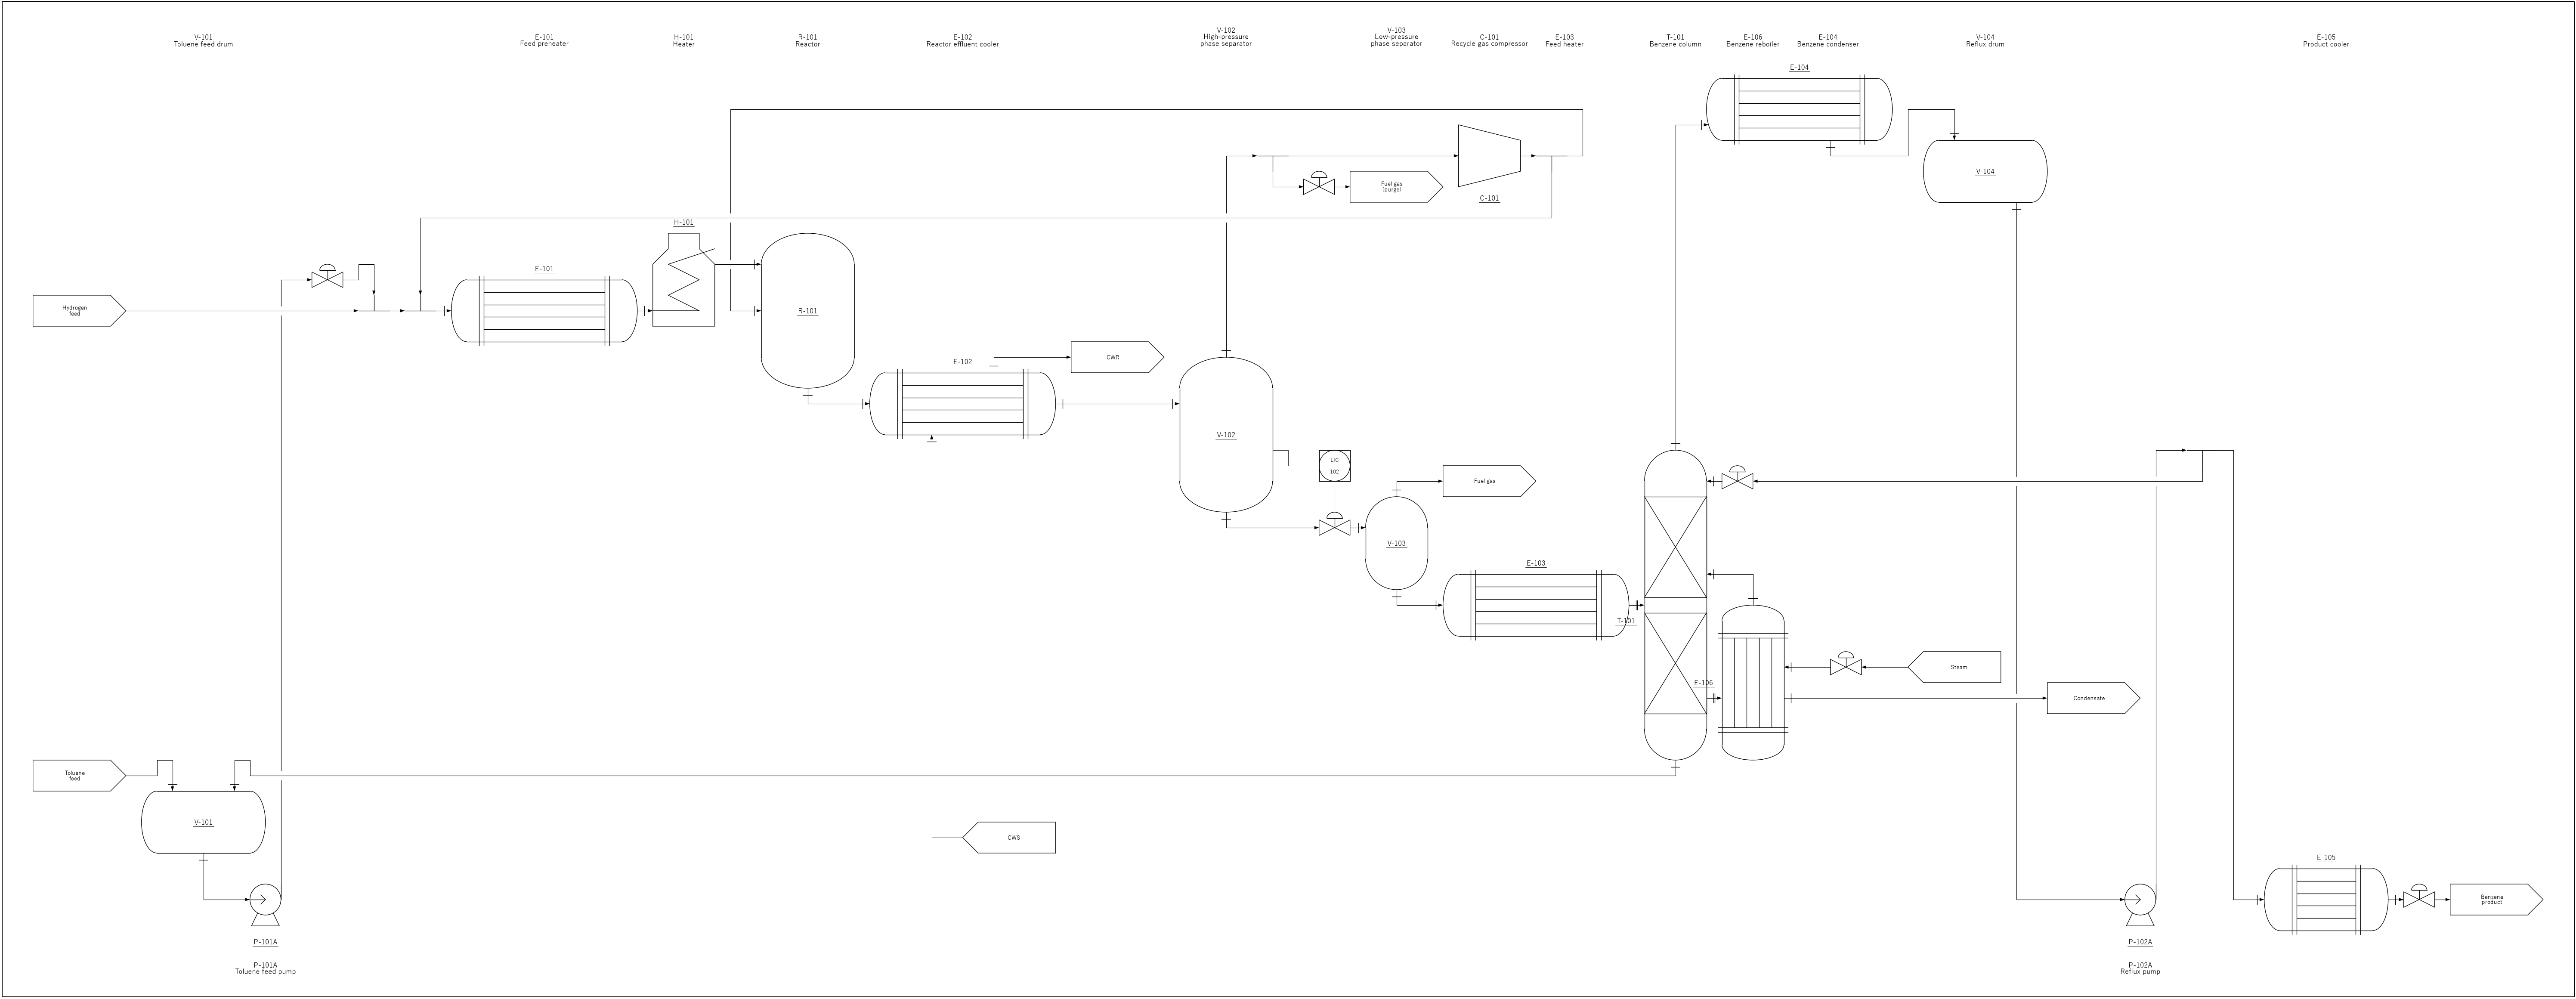 V-101
Toluene feed drum
E-101
Feed preheater
H-101
Heater
R-101
Reactor
E-102
Reactor effluent cooler
V-102
High-pressure
phase separator
V-103
Low-pressure
phase separator
C-101
Recycle gas compressor
E-103
Feed heater
T-101
Benzene column
E-106
Benzene reboiler
E-104
Benzene condenser
V-104
Reflux drum
E-105
Product cooler
E-104
V-104
Fuel gas
(purge)
C-101
H-101
E-101
Hydrogen
feed
R-101
E-102
CWR
V-102
LIC
102
Fuel gas
V-103
E-103
T-101
E-106
Steam
Condensate
Toluene
feed
V-101
CWS
E-105
Benzene
product
P-101A
P-102A
P-101A
Toluene feed pump
P-102A
Reflux pump